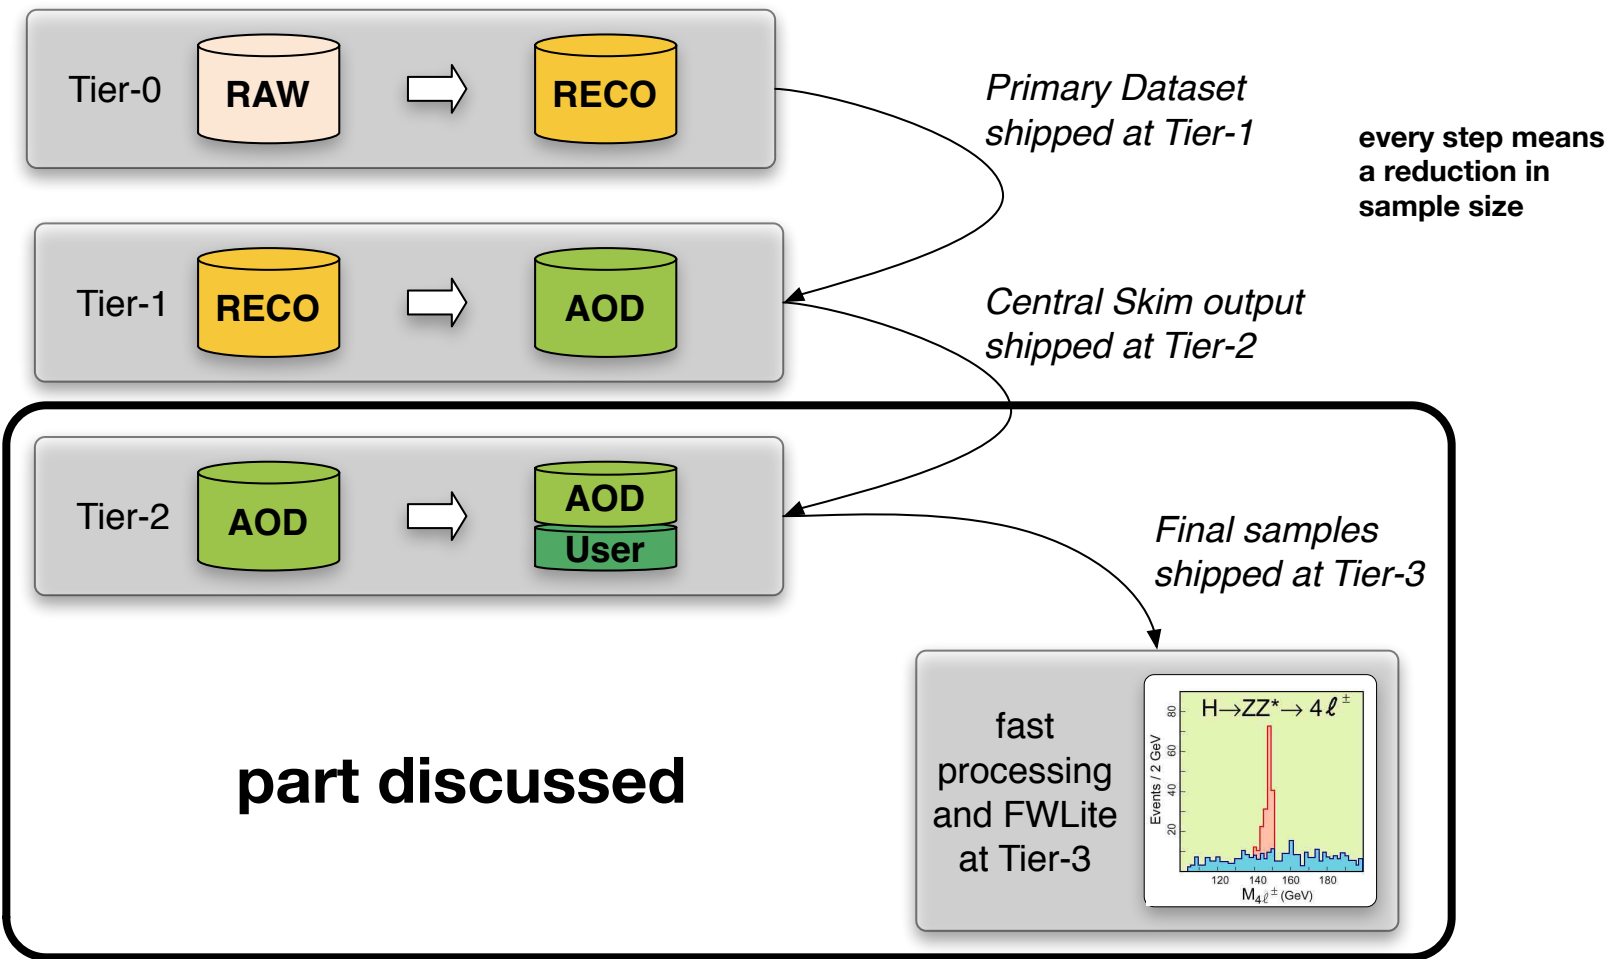 Tier-0
RAW
RECO
Primary Dataset
shipped at Tier-1
every step means
a reduction in
sample size
Tier-1
RECO
AOD
Central Skim output
shipped at Tier-2
Tier-2
AOD
AOD
User
Final samples
shipped at Tier-3
part discussed
fast
processing
and FWLite
at Tier-3
H→ZZ*→ 4ℓ±
Events / 2 GeV
80
60
40
20
120 140 160 180
M4ℓ± (GeV)